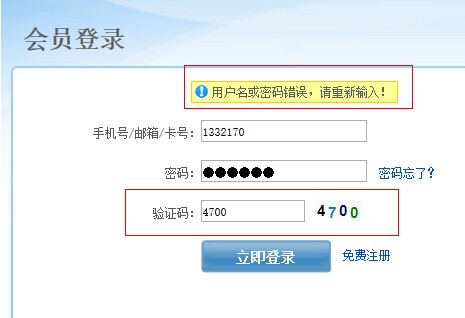 会员登录
用户名或密码错误，请重新输入！
手机号/邮箱/卡号： 1332170
密码： ●●●●●● 密码忘了？
验证码： 4700 4700
立即登录 免费注册